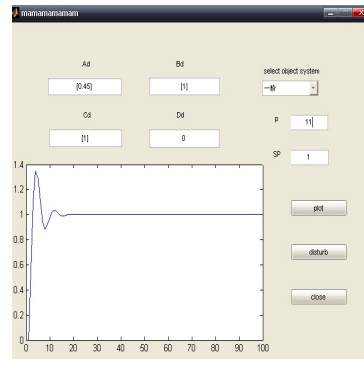 mamamamamam
Ad
Bd
select object system
[0.45]
[1]
一阶
Cd
Dd
p
11
[1]
0
SP
1
1.4
1.2
1
0.8
0.6
0.4
0.2
0
plot
disturb
close
0 10 20 30 40 50 60 70 80 90 100